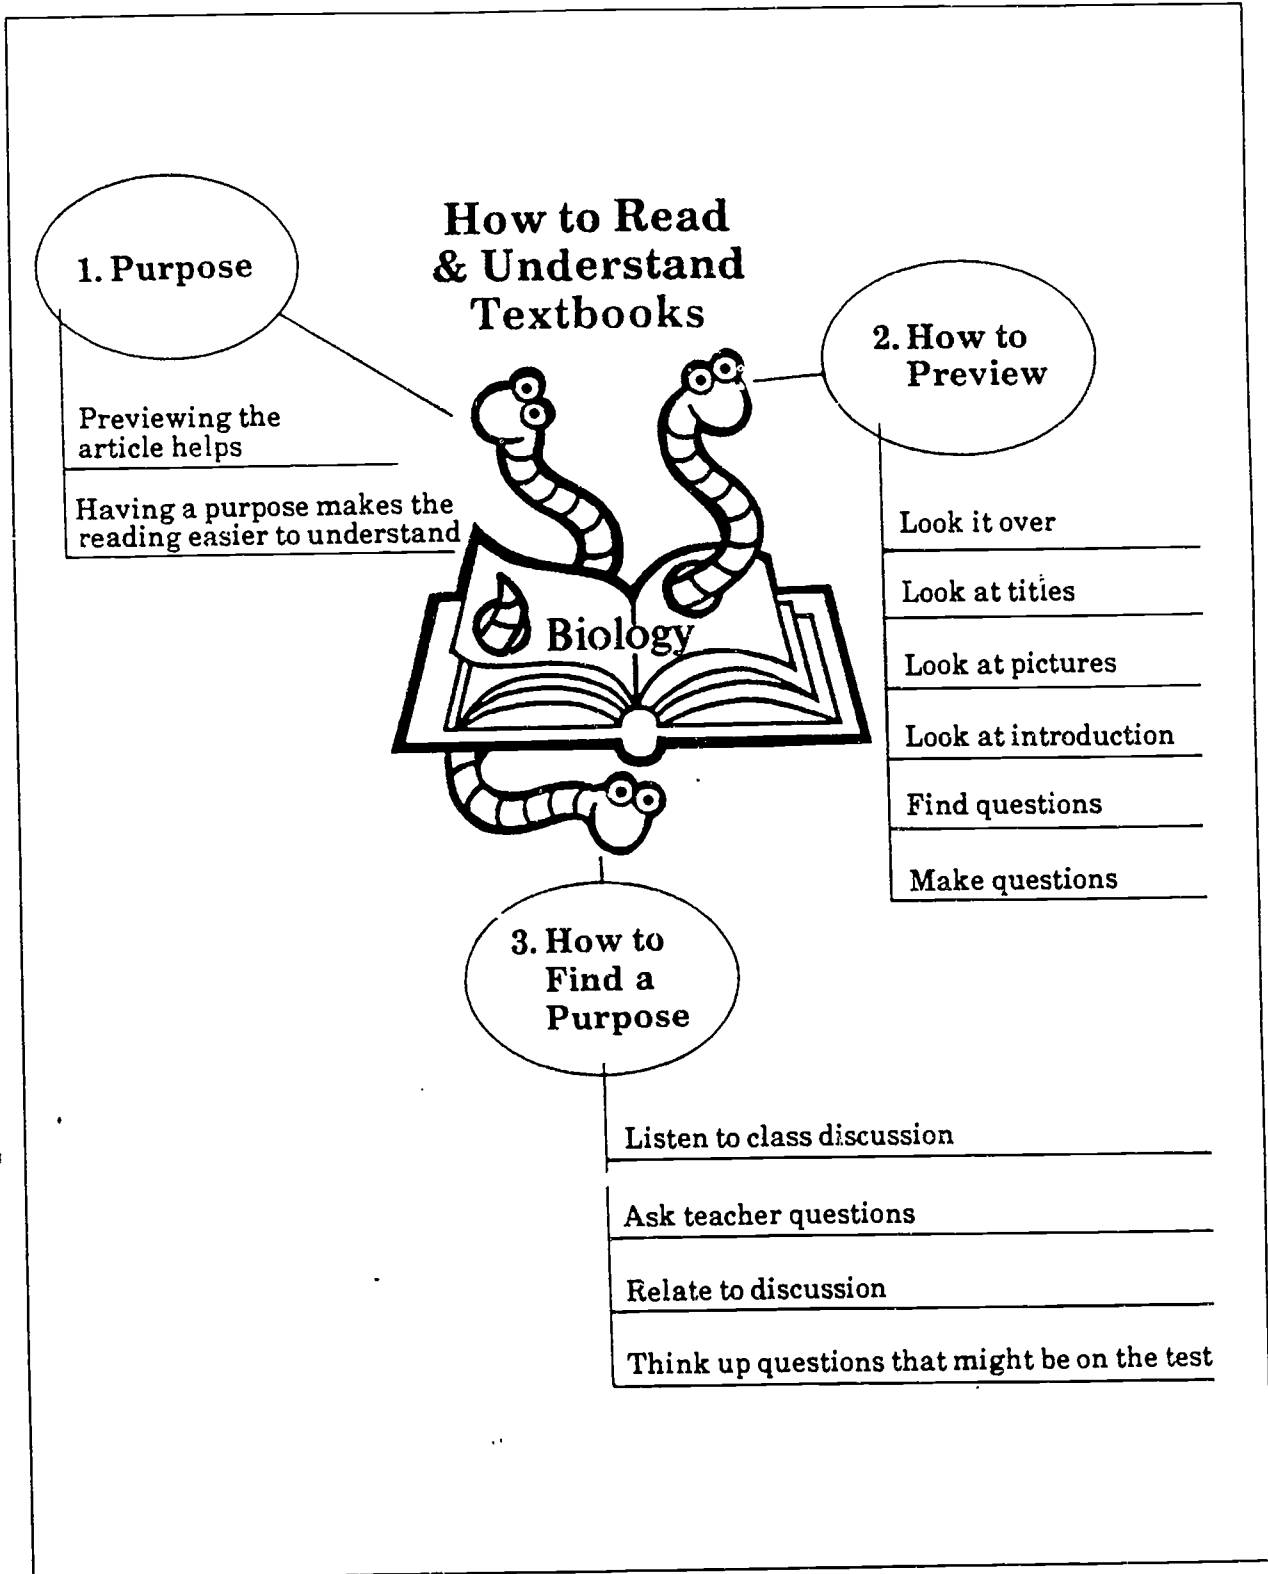 How to Read
& Understand
Textbooks
1. Purpose
Previewing the
article helps
Having a purpose makes the
reading easier to understand
2. How to
Preview
Look it over
Look at titles
Look at pictures
Look at introduction
Find questions
Make questions
Biology
3. How to
Find a
Purpose
Listen to class discussion
Ask teacher questions
Relate to discussion
Think up questions that might be on the test